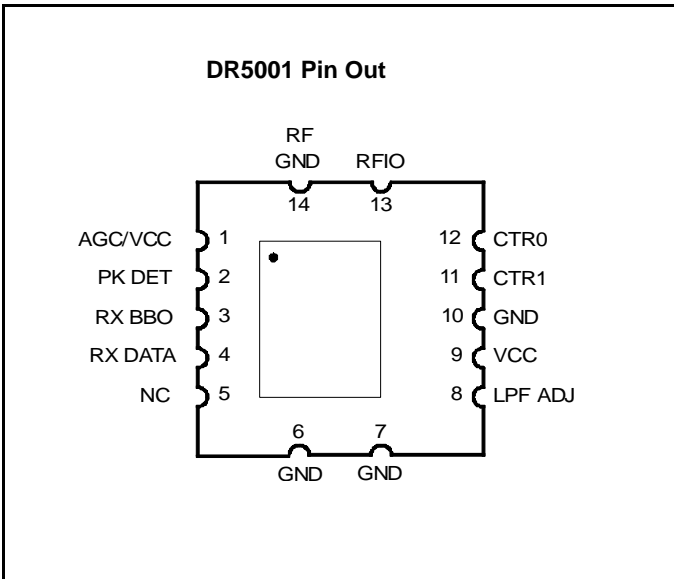 DR5001 Pin Out
RF
GND RFIO
14 13
AGC/VCC 1 12 CTR0
PK DET 2 11 CTR1
RX BBO 3 10 GND
RX DATA 4 9 VCC
NC 5 8 LPF ADJ
6 7
GND GND